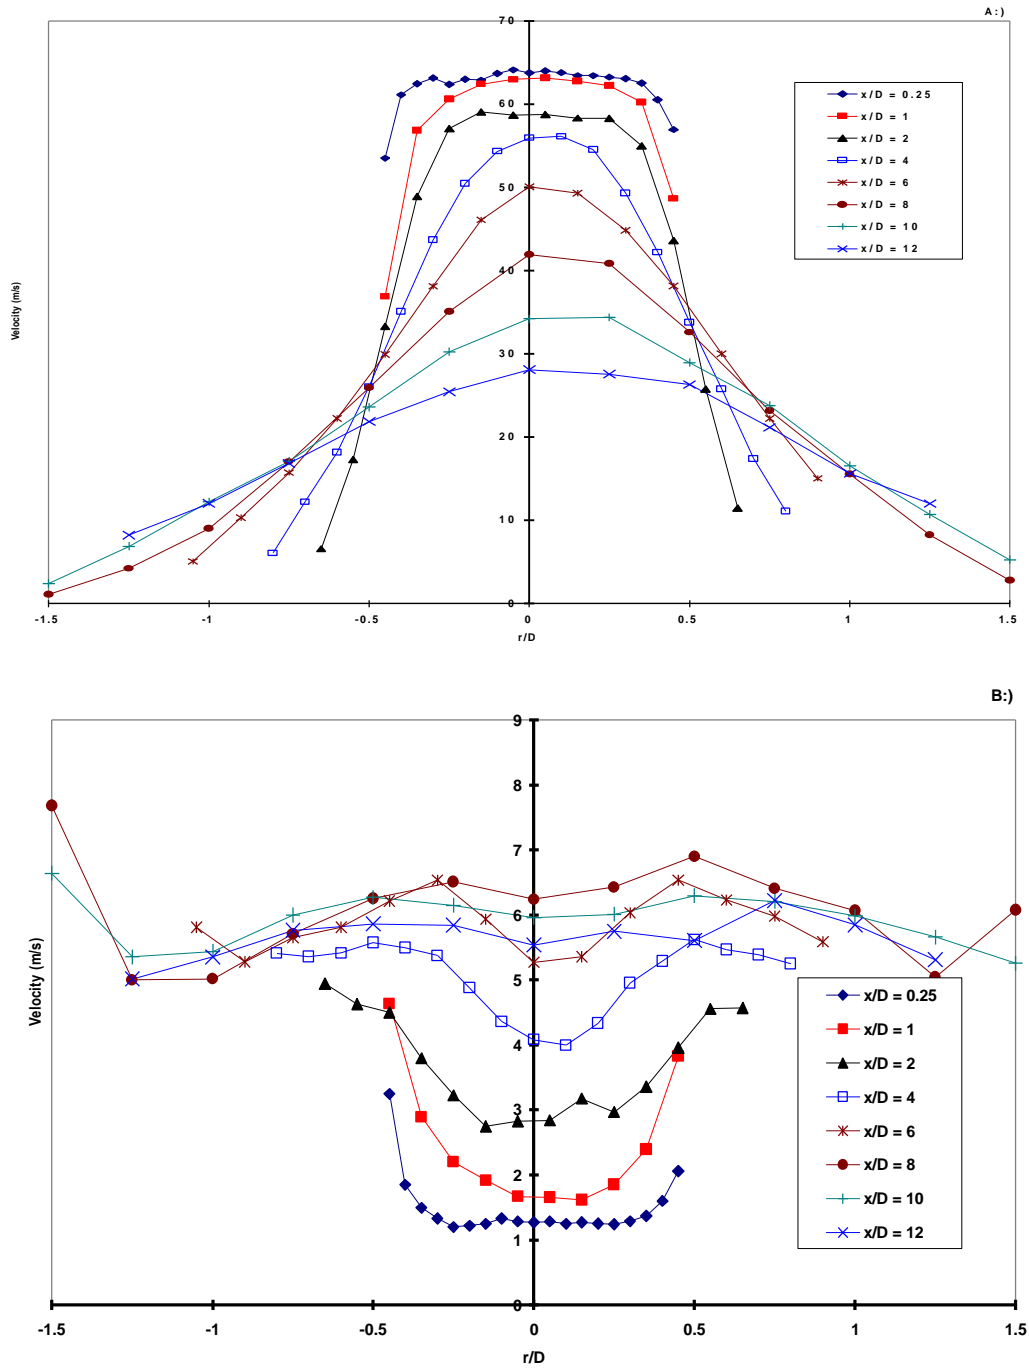 A:)
70
60
50
40
30
20
10
0
Velocity (m/s)
x/D = 0.25
x/D = 1
x/D = 2
x/D = 4
x/D = 6
x/D = 8
x/D = 10
x/D = 12
-1.5 -1 -0.5 0 0.5 1 1.5
r/D
B:)
9
8
7
6
5
4
3
2
1
0
Velocity (m/s)
x/D = 0.25
x/D = 1
x/D = 2
x/D = 4
x/D = 6
x/D = 8
x/D = 10
x/D = 12
-1.5 -1 -0.5 0 0.5 1 1.5
r/D